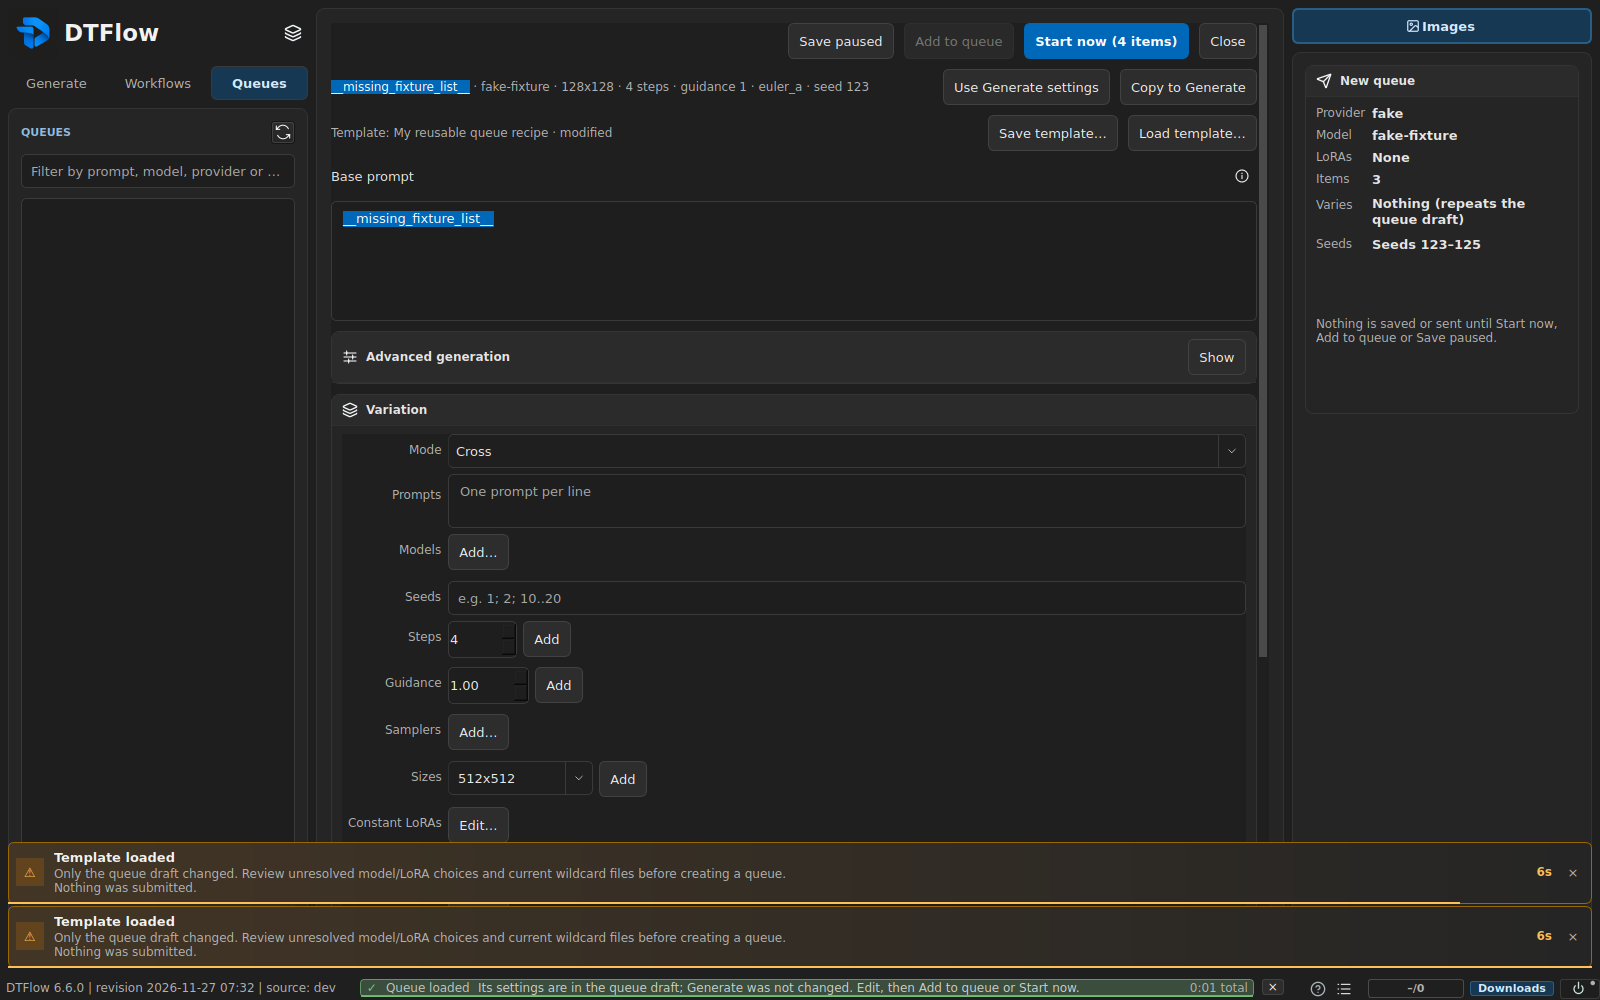 DTFlow
Generate
Workflows
Queues
QUEUES
Filter by prompt, model, provider or ...
Save paused
Add to queue
Start now (4 items)
Close
__missing_fixture_list__ · fake-fixture · 128x128 · 4 steps · guidance 1 · euler_a · seed 123
Use Generate settings
Copy to Generate
Template: My reusable queue recipe · modified
Save template...
Load template...
Base prompt
__missing_fixture_list__
Advanced generation
Show
Variation
Mode
Cross
Prompts
One prompt per line
Models
Add...
Seeds
e.g. 1; 2; 10..20
Steps
4
Add
Guidance
1.00
Add
Samplers
Add...
Sizes
512x512
Add
Constant LoRAs
Edit...
Images
New queue
Provider fake
Model fake-fixture
LoRAs None
Items 3
Varies Nothing (repeats the
queue draft)
Seeds Seeds 123–125
Nothing is saved or sent until Start now,
Add to queue or Save paused.
Template loaded
Only the queue draft changed. Review unresolved model/LoRA choices and current wildcard files before creating a queue.
Nothing was submitted.
6s
Template loaded
Only the queue draft changed. Review unresolved model/LoRA choices and current wildcard files before creating a queue.
Nothing was submitted.
6s
DTFlow 6.6.0 | revision 2026-11-27 07:32 | source: dev
✓ Queue loaded Its settings are in the queue draft; Generate was not changed. Edit, then Add to queue or Start now. 0:01 total
–/0
Downloads